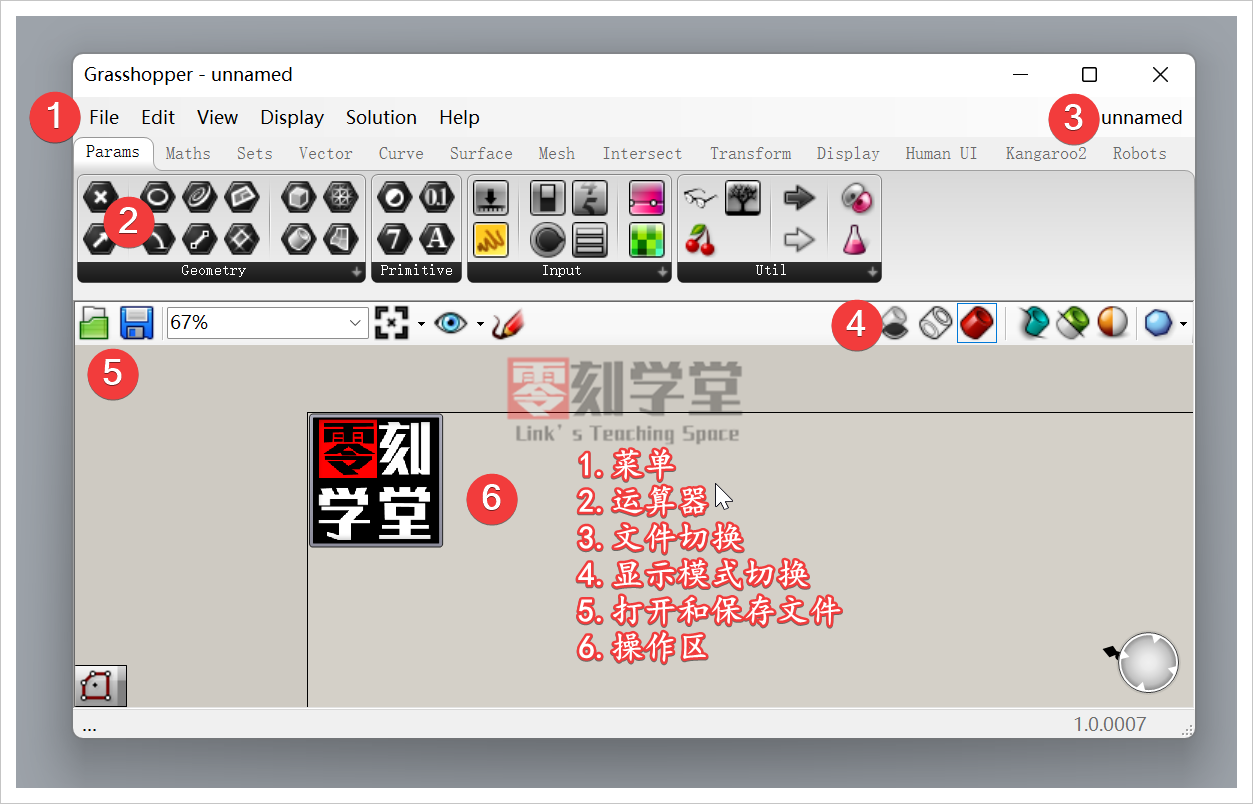 Grasshopper - unnamed
1 File Edit View Display Solution Help 3 unnamed
Params Maths Sets Vector Curve Surface Mesh Intersect Transform Display Human UI Kangaroo2 Robots
0.1
2
7 A
Geometry Primitive Input Util
67% 4
5
零刻学堂
Link's Teaching Space
零刻
学堂
6
1. 菜单
2. 运算器
3. 文件切换
4. 显示模式切换
5. 打开和保存文件
6. 操作区
... 1.0.0007